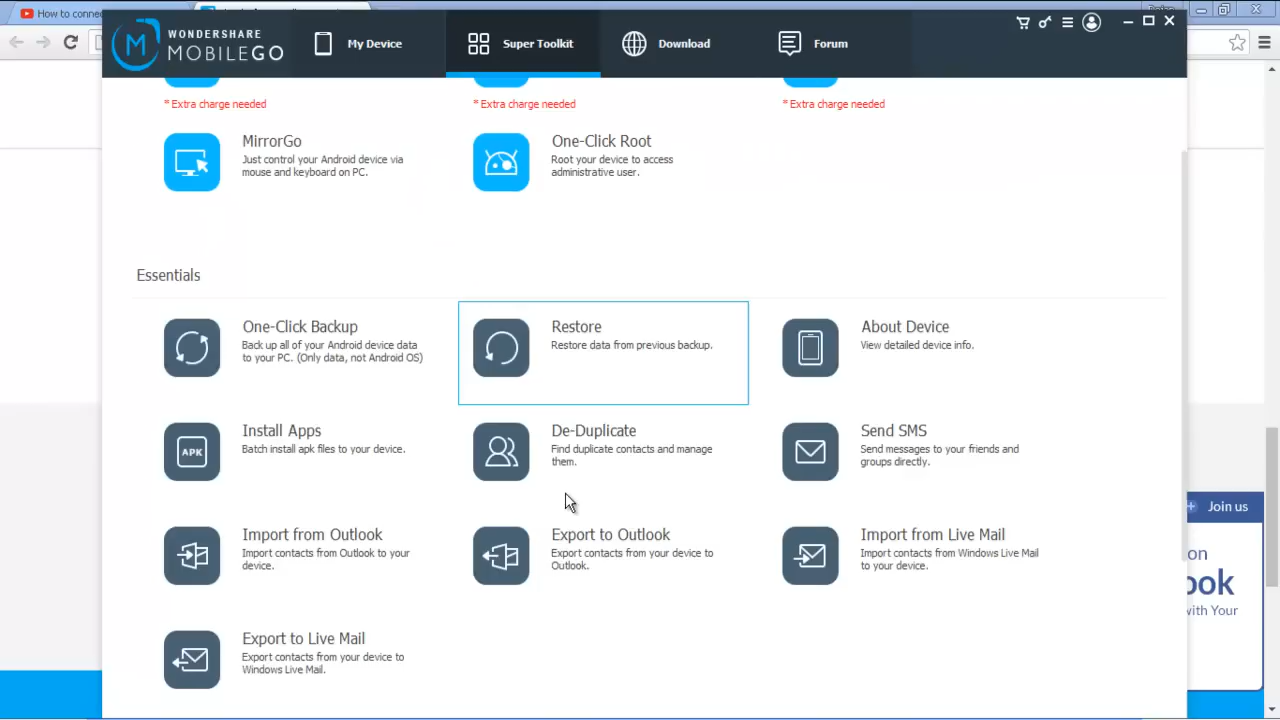 How to connec
WONDERSHARE
MOBILEGO
My Device
Super Toolkit
Download
Forum
* Extra charge needed
* Extra charge needed
* Extra charge needed
MirrorGo
Just control your Android device via
mouse and keyboard on PC.
One-Click Root
Root your device to access
administrative user.
Essentials
One-Click Backup
Back up all of your Android device data
to your PC. (Only data, not Android OS)
Restore
Restore data from previous backup.
About Device
View detailed device info.
APK
Install Apps
Batch install apk files to your device.
De-Duplicate
Find duplicate contacts and manage
them.
Send SMS
Send messages to your friends and
groups directly.
Import from Outlook
Import contacts from Outlook to your
device.
Export to Outlook
Export contacts from your device to
Outlook.
Import from Live Mail
Import contacts from Windows Live Mail
to your device.
Export to Live Mail
Export contacts from your device to
Windows Live Mail.
Join us
on
ook
with Your